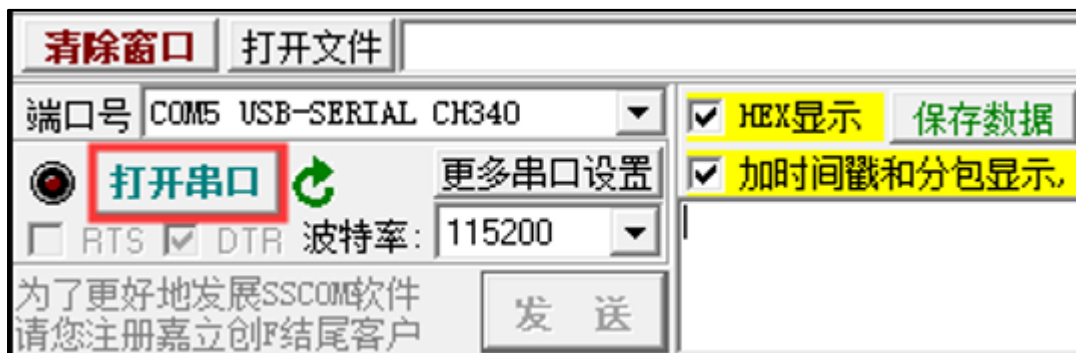 清除窗口 打开文件
端口号 COM5 USB-SERIAL CH340 HEX显示 保存数据
打开串口 更多串口设置 加时间戳和分包显示,
RTS DTR 波特率: 115200
为了更好地发展SSCOM软件
请您注册嘉立创F结尾客户
发 送